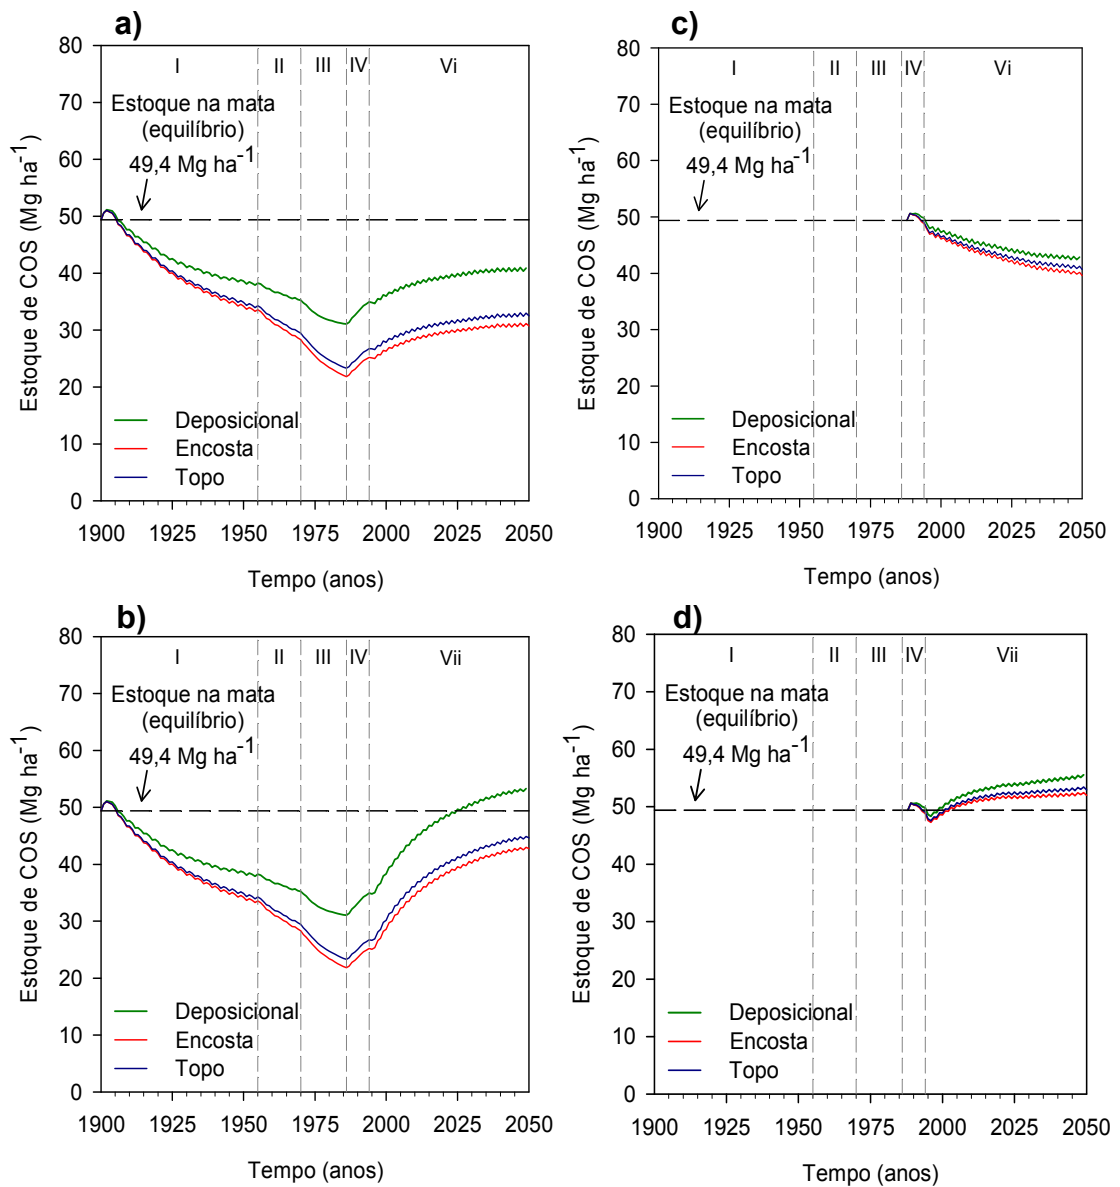 a)
80
70
60
50
40
30
20
10
0
Estoque de COS (Mg ha⁻¹)
I II III IV Vi
Estoque na mata
(equilíbrio)
49,4 Mg ha⁻¹
Deposicional
Encosta
Topo
1900 1925 1950 1975 2000 2025 2050
Tempo (anos)
c)
80
70
60
50
40
30
20
10
0
Estoque de COS (Mg ha⁻¹)
I II III IV Vi
Estoque na mata
(equilíbrio)
49,4 Mg ha⁻¹
Deposicional
Encosta
Topo
1900 1925 1950 1975 2000 2025 2050
Tempo (anos)
b)
80
70
60
50
40
30
20
10
0
Estoque de COS (Mg ha⁻¹)
I II III IV Vii
Estoque na mata
(equilíbrio)
49,4 Mg ha⁻¹
Deposicional
Encosta
Topo
1900 1925 1950 1975 2000 2025 2050
Tempo (anos)
d)
80
70
60
50
40
30
20
10
0
Estoque de COS (Mg ha⁻¹)
I II III IV Vii
Estoque na mata
(equilíbrio)
49,4 Mg ha⁻¹
Deposicional
Encosta
Topo
1900 1925 1950 1975 2000 2025 2050
Tempo (anos)